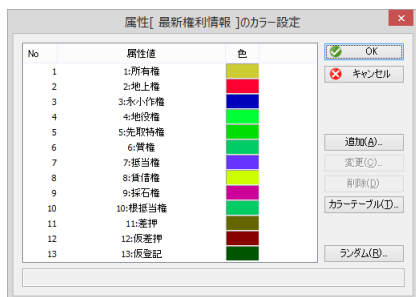 属性[ 最新権利情報 ]のカラー設定
No 属性値 色
1 1:所有権
2 2:地上権
3 3:永小作権
4 4:地役権
5 5:先取特権
6 6:質権
7 7:抵当権
8 8:賃借権
9 9:採石権
10 10:根抵当権
11 11:差押
12 12:仮差押
13 13:仮登記
OK
キャンセル
追加(A)...
変更(C)...
削除(D)
カラーテーブル(T)...
ランダム(R)...